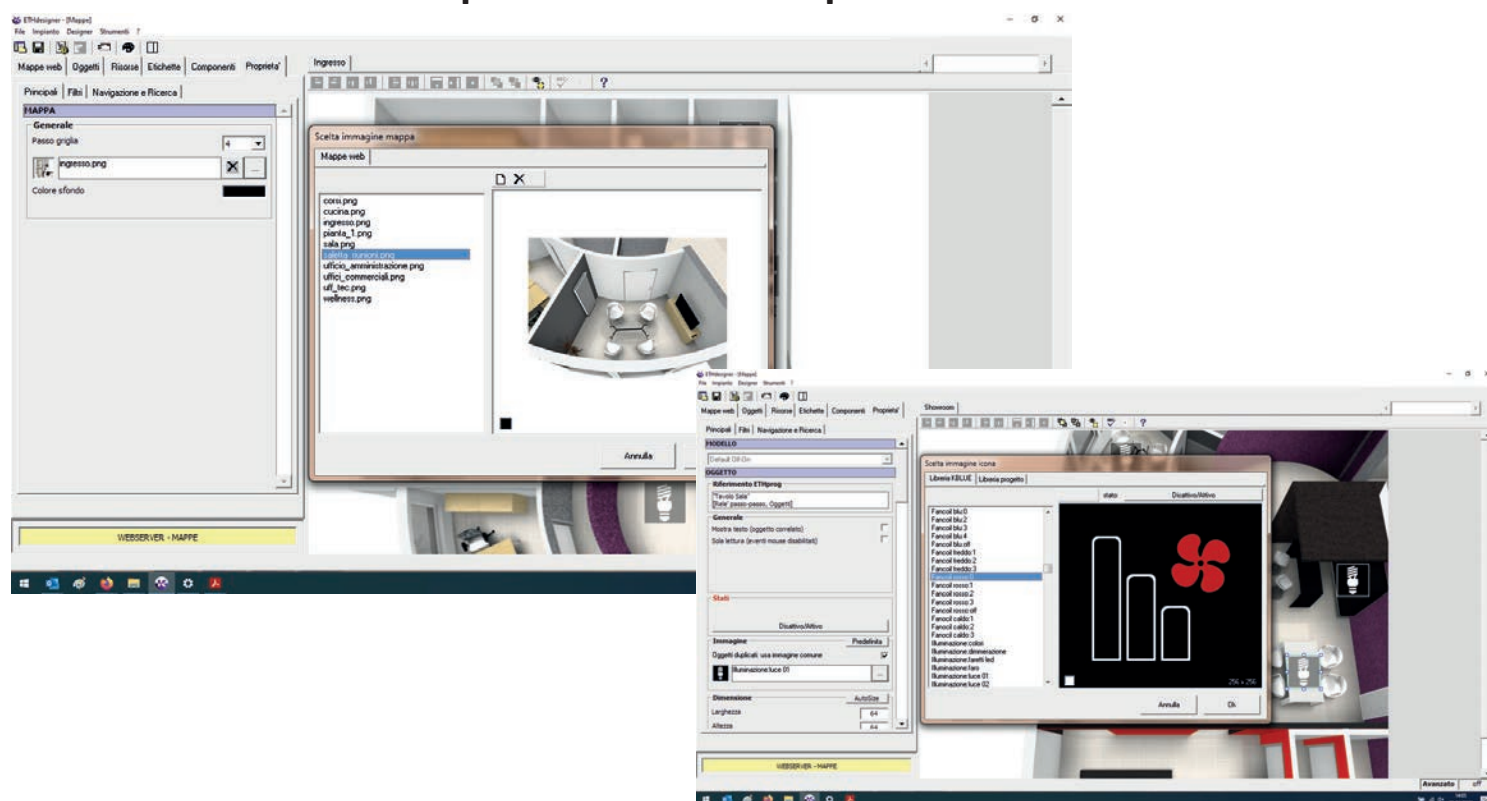 ETHdesigner - [Mappe]
File Impianto Designer Strumenti ?
Mappe web Oggetti Risorse Etichette Componenti Proprieta'
Principali Filtri Navigazione e Ricerca
MAPPA
Generale
Passo griglia 4
ingresso.png ...
Colore sfondo
WEBSERVER - MAPPE
Ingresso
?
Scelta immagine mappa
Mappe web
corsi.png
cucina.png
ingresso.png
pianta_1.png
sala.png
saletta_riunioni.png
ufficio_amministrazione.png
uffici_commerciali.png
uff_tec.png
wellness.png
Annulla
ETHdesigner - [Mappe]
File Impianto Designer Strumenti ?
Mappe web Oggetti Risorse Etichette Componenti Proprieta'
Principali Filtri Navigazione e Ricerca
MODELLO
Default Off-On
OGGETTO
Riferimento ETHprog
"Tavolo Sala"
[Rele' passo-passo, Oggetti]
Generale
Mostra testo (oggetto correlato)
Sola lettura (eventi mouse disabilitati)
Stati
Disattivo/Attivo
Immagine Predefinita
Oggetti duplicati: usa immagine comune
Illuminazione:luce 01 ...
Dimensione AutoSize
Larghezza 64
Altezza 64
WEBSERVER - MAPPE
Showroom
?
Scelta immagine icona
Libreria KBLUE Libreria progetto
stato Disattivo/Attivo
Fancoil blu:0
Fancoil blu:2
Fancoil blu:3
Fancoil blu:4
Fancoil blu:off
Fancoil freddo:1
Fancoil freddo:2
Fancoil freddo:3
Fancoil rosso:0
Fancoil rosso:1
Fancoil rosso:2
Fancoil rosso:3
Fancoil rosso:off
Fancoil caldo:1
Fancoil caldo:2
Fancoil caldo:3
Illuminazione:colori
Illuminazione:dimmerazione
Illuminazione:faretti led
Illuminazione:faro
Illuminazione:luce 01
Illuminazione:luce 02
256 x 256
Annulla Ok
Avanzato off